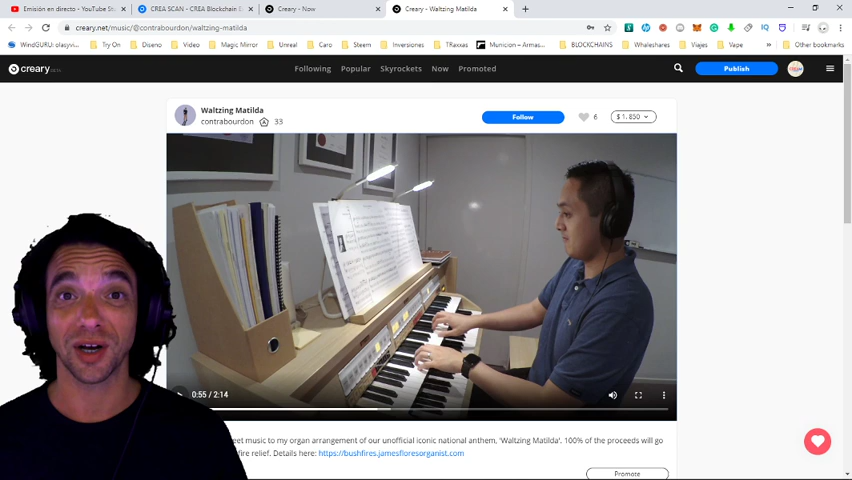 Emisión en directo - YouTube St
CREA SCAN - CREA Blockchain E
Creary - Now
Creary - Waltzing Matilda
creary.net/music/@contrabourdon/waltzing-matilda
WindGURU: olasyvi
Try On
Diseno
Video
Magic Mirror
Unreal
Caro
Steem
Inversiones
TRaxxas
Municion – Armas
BLOCKCHAINS
Whaleshares
Viajes
Wapo
Other bookmarks
creary
Following
Popular
Skyrockets
Now
Promoted
Publish
Waltzing Matilda
contrabourdon
33
Follow
6
$ 1.850
0:55 / 2:14
eet music to my organ arrangement of our unofficial iconic national anthem, 'Waltzing Matilda'. 100% of the proceeds will go
fire relief. Details here: https://bushfires.jamesfloresorganist.com
Promote